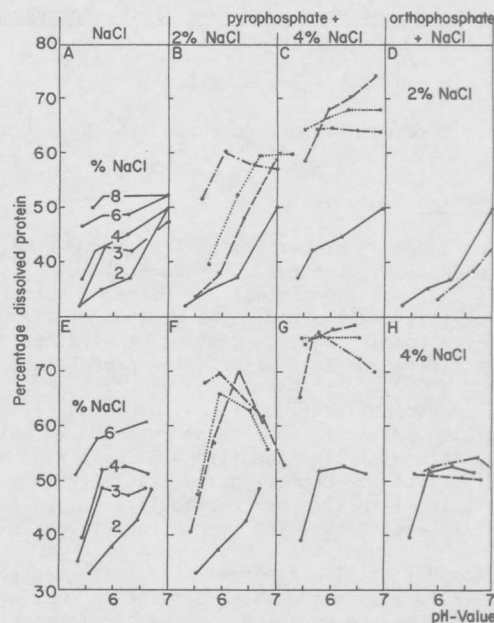 pyrophosphate + orthophosphate
NaCl 2% NaCl 4% NaCl + NaCl
80
A B C D
2% NaCl
70
% NaCl
60
8
50
6
4
3
40
2
Percentage dissolved protein
E F G H
4% NaCl
70
% NaCl
60
6
50
4
3
40
2
30
6 7 6 7 6 7 6 7
pH-Value